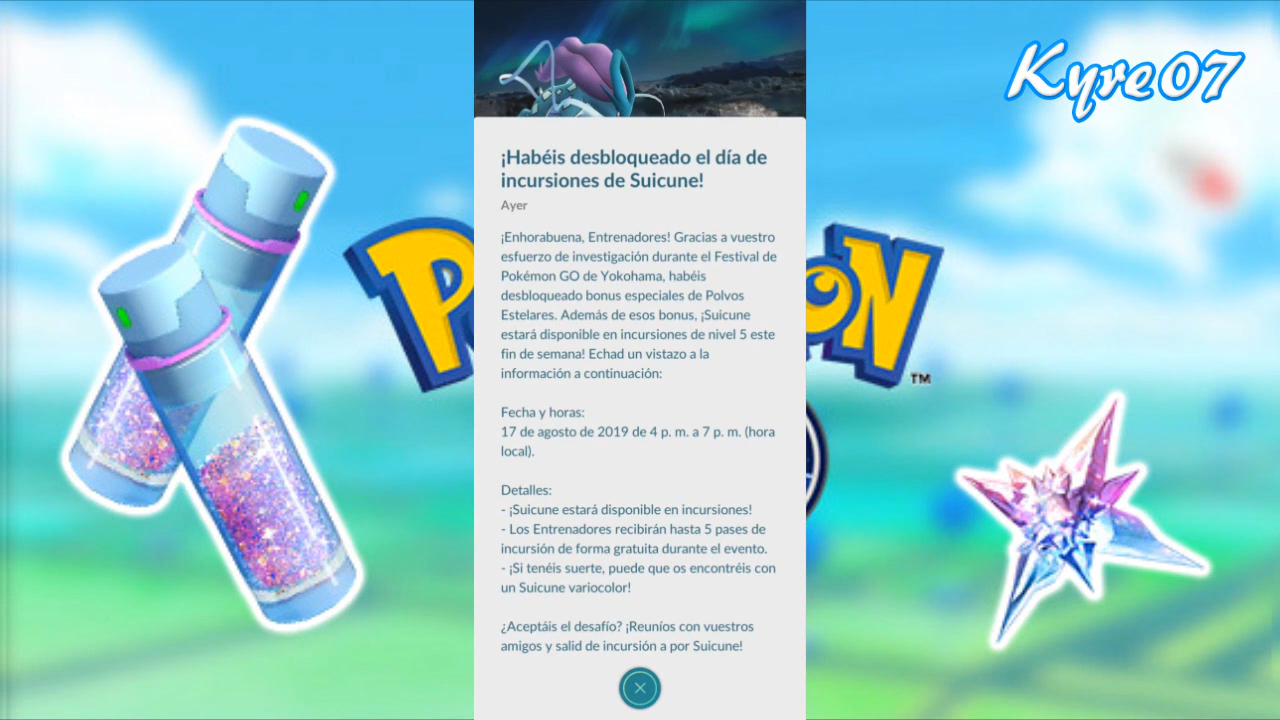 Kyre07
¡Habéis desbloqueado el día de
incursiones de Suicune!
Ayer
¡Enhorabuena, Entrenadores! Gracias a vuestro
esfuerzo de investigación durante el Festival de
Pokémon GO de Yokohama, habéis
desbloqueado bonus especiales de Polvos
Estelares. Además de esos bonus, ¡Suicune
estará disponible en incursiones de nivel 5 este
fin de semana! Echad un vistazo a la
información a continuación:
Fecha y horas:
17 de agosto de 2019 de 4 p. m. a 7 p. m. (hora
local).
Detalles:
- ¡Suicune estará disponible en incursiones!
- Los Entrenadores recibirán hasta 5 pases de
incursión de forma gratuita durante el evento.
- ¡Si tenéis suerte, puede que os encontréis con
un Suicune variocolor!
¿Aceptáis el desafío? ¡Reuníos con vuestros
amigos y salid de incursión a por Suicune!
P ON TM